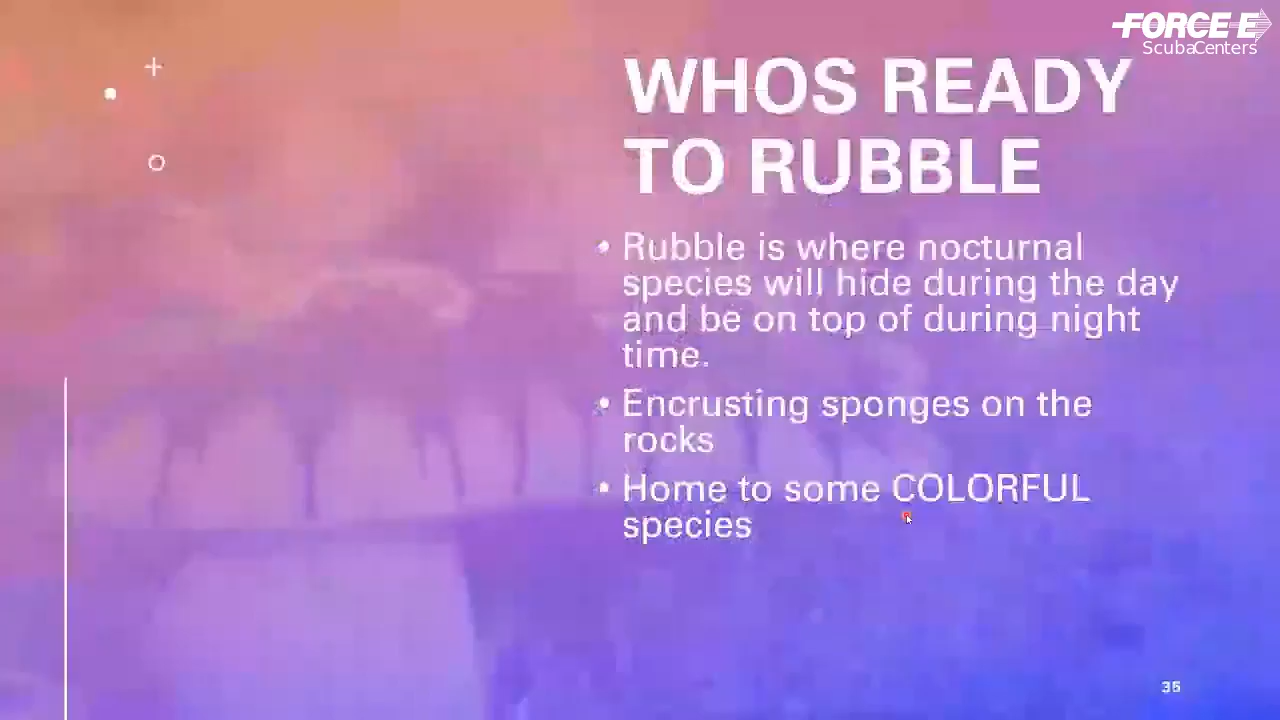 FORCE-E
ScubaCenters
WHOS READY
TO RUBBLE
• Rubble is where nocturnal
species will hide during the day
and be on top of during night
time.
• Encrusting sponges on the
rocks
• Home to some COLORFUL
species
35